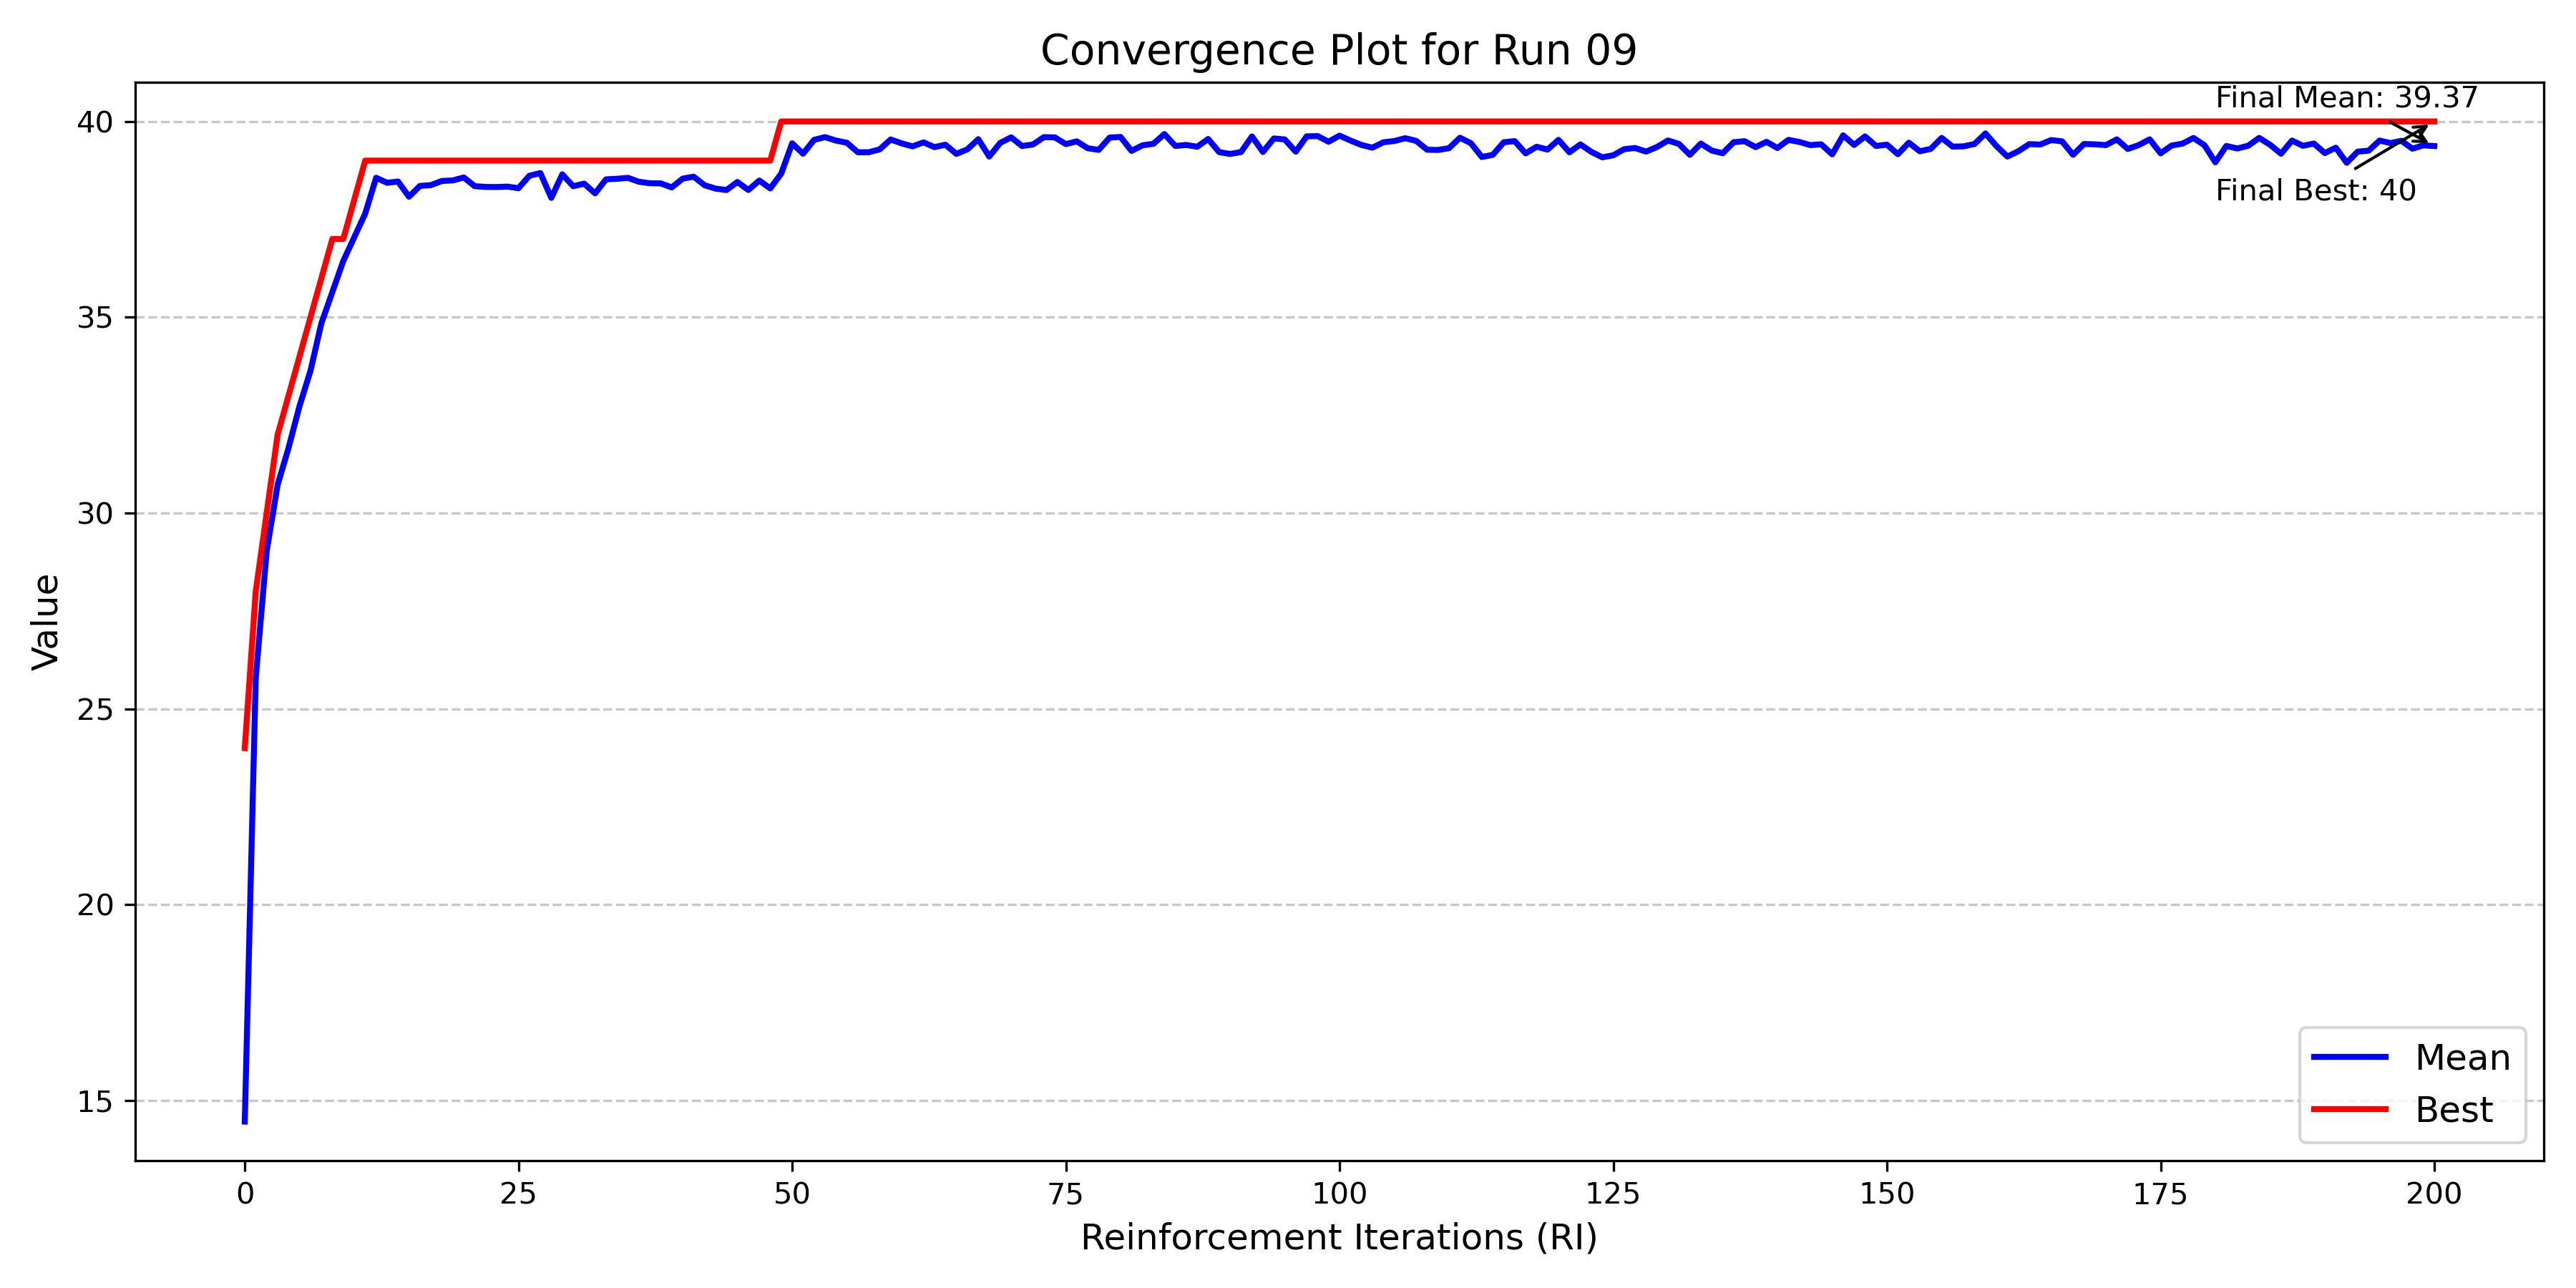 Convergence Plot for Run 09
Final Mean: 39.37
Final Best: 40
Value
40
35
30
25
20
15
0 25 50 75 100 125 150 175 200
Reinforcement Iterations (RI)
Mean
Best